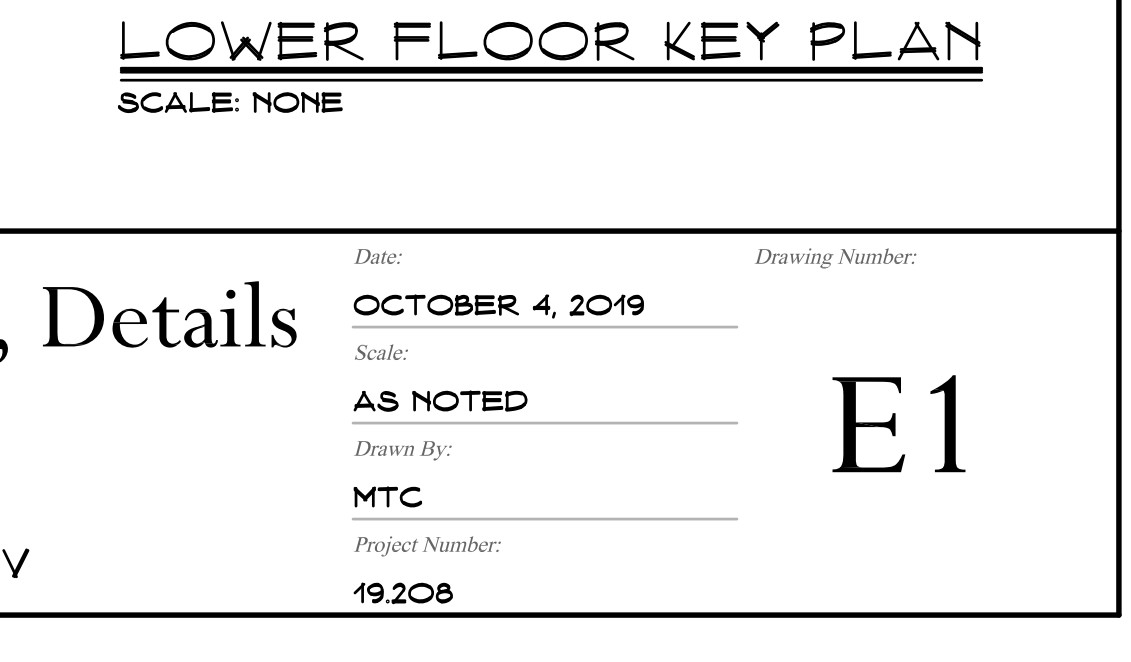 LOWER FLOOR KEY PLAN
SCALE: NONE
, Details
Date:
OCTOBER 4, 2019
Scale:
AS NOTED
Drawn By:
MTC
Project Number:
19.208
Drawing Number:
E1